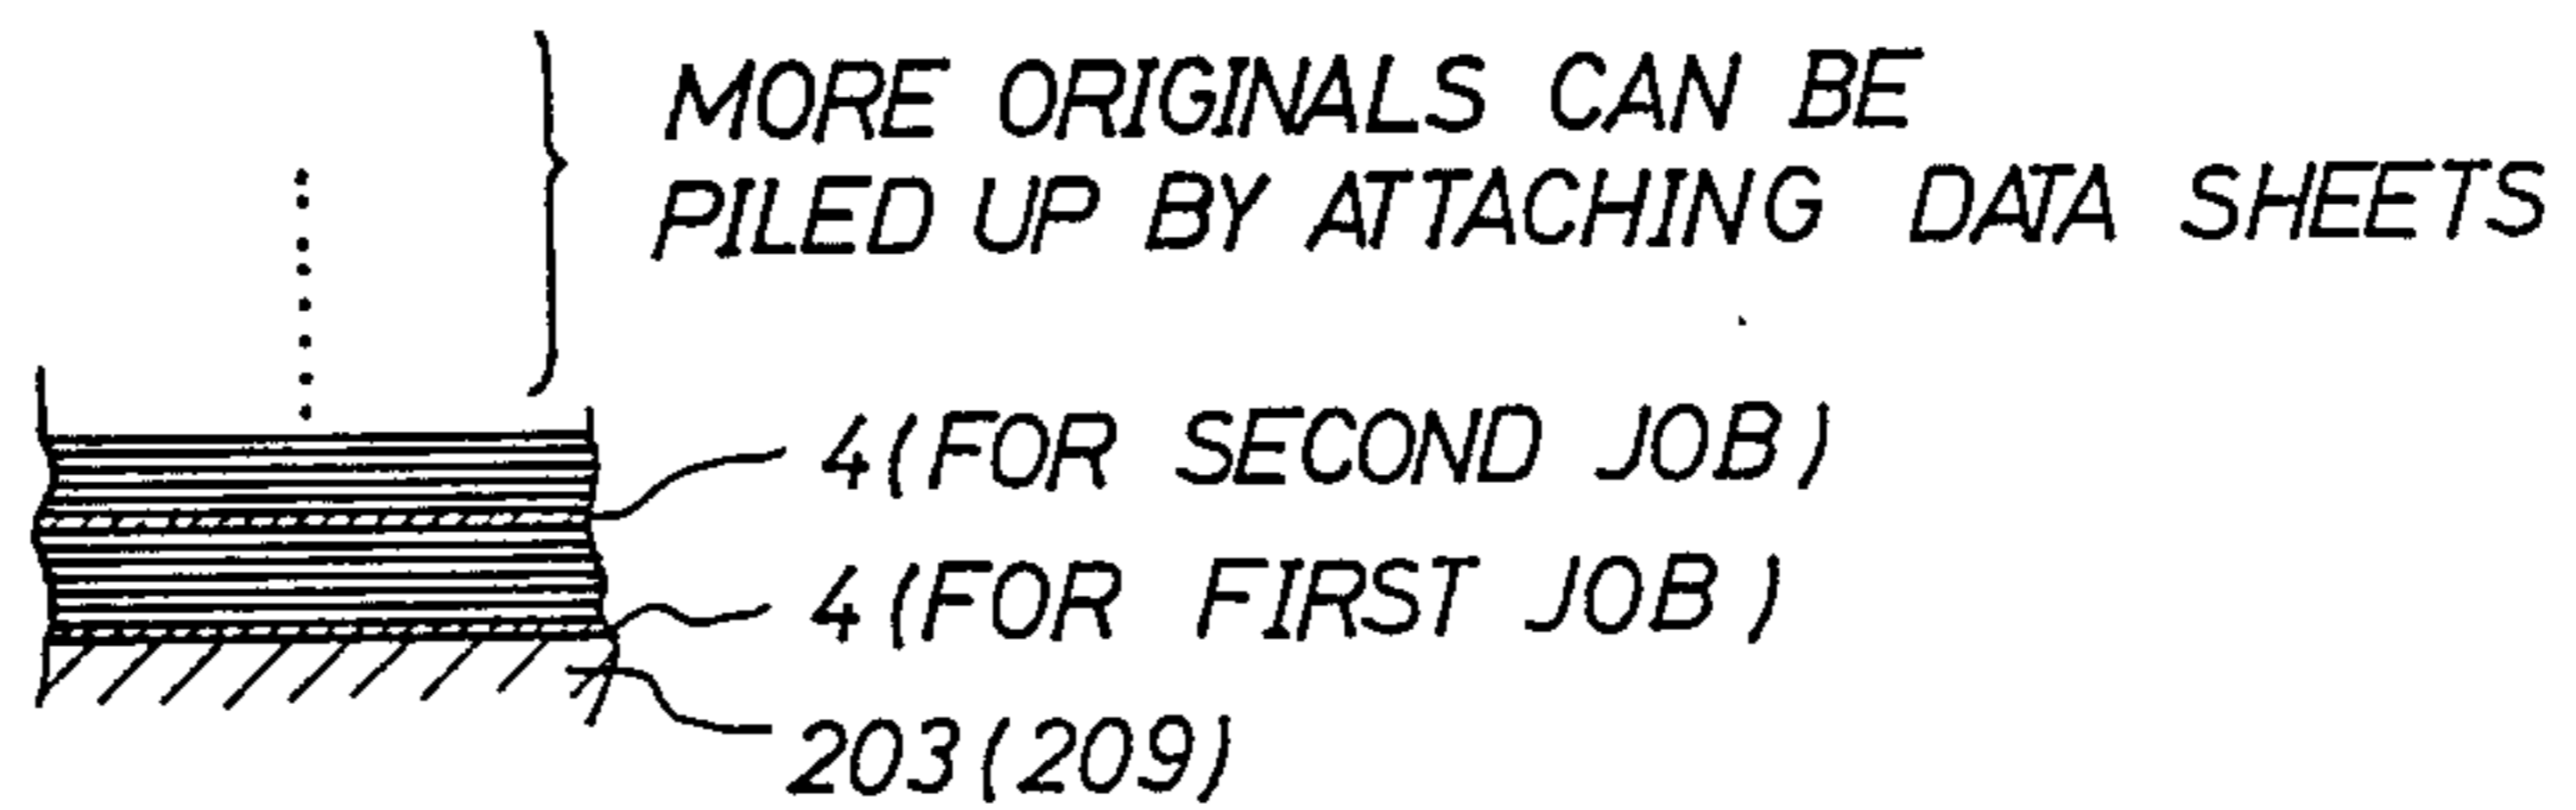 MORE ORIGINALS CAN BE
PILED UP BY ATTACHING DATA SHEETS
4(FOR SECOND JOB)
4(FOR FIRST JOB)
203(209)